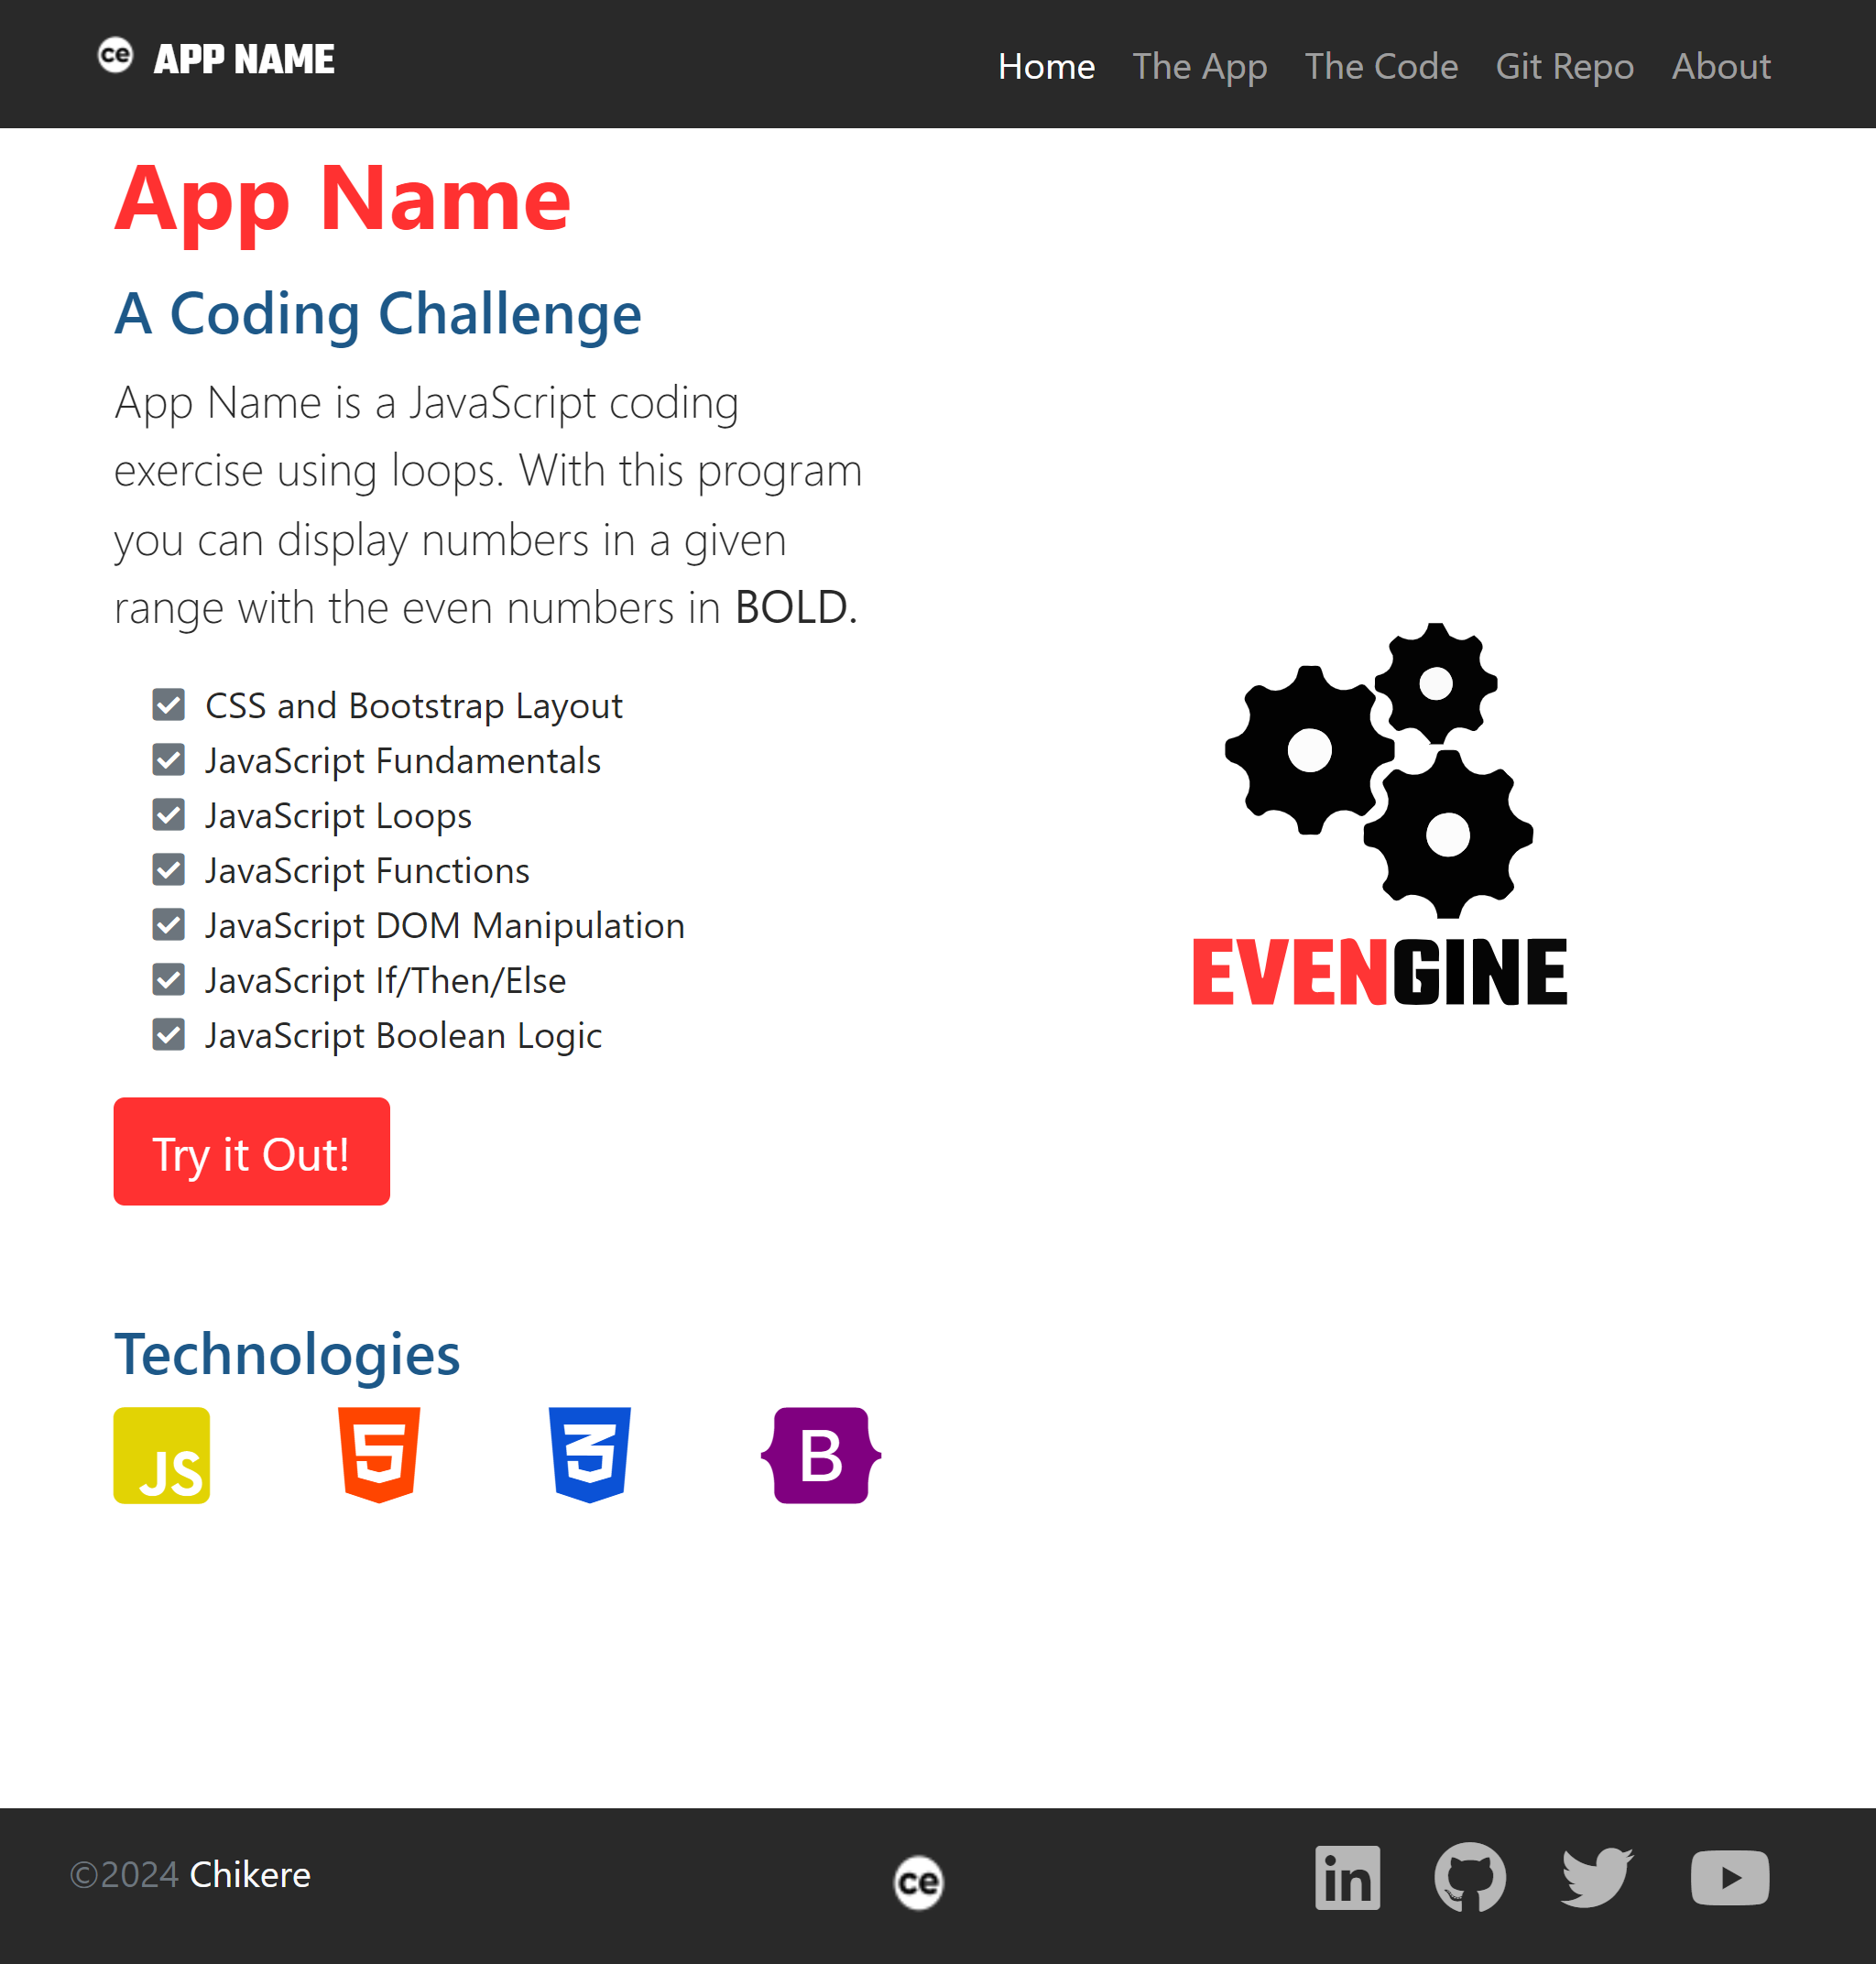 ce APP NAME
Home The App The Code Git Repo About
App Name
A Coding Challenge
App Name is a JavaScript coding
exercise using loops. With this program
you can display numbers in a given
range with the even numbers in BOLD.
CSS and Bootstrap Layout
JavaScript Fundamentals
JavaScript Loops
JavaScript Functions
JavaScript DOM Manipulation
JavaScript If/Then/Else
JavaScript Boolean Logic
Try it Out!
EVENGINE
Technologies
JS 5 3 B
©2024 Chikere
ce
in